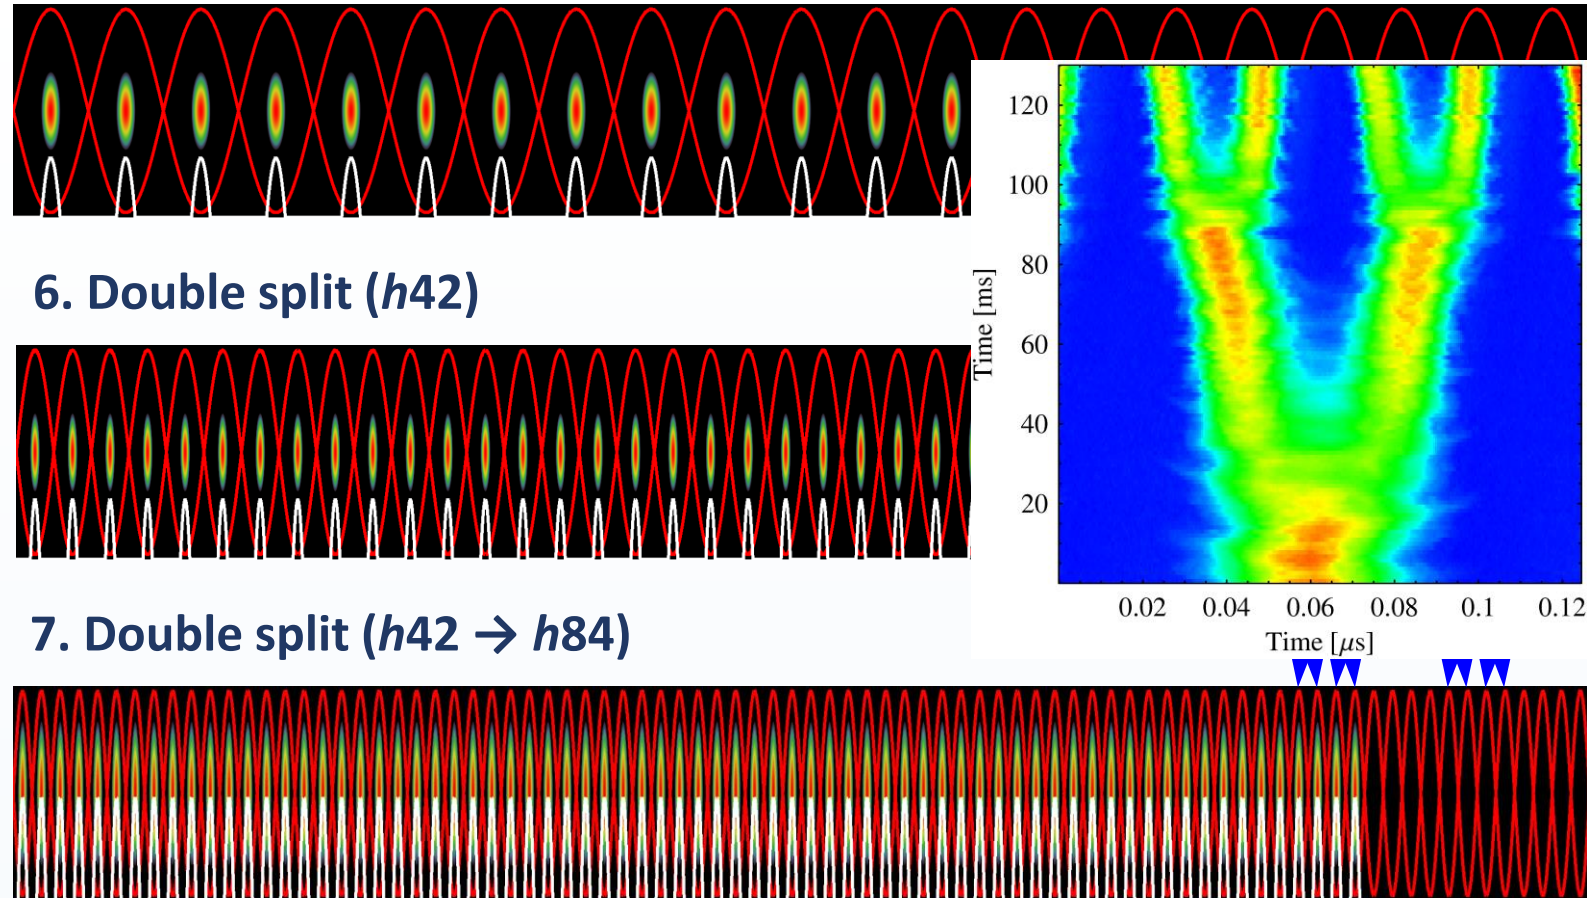 6. Double split (h42)
7. Double split (h42 → h84)
120
100
80
60
40
20
Time [ms]
0.02 0.04 0.06 0.08 0.1 0.12
Time [μs]